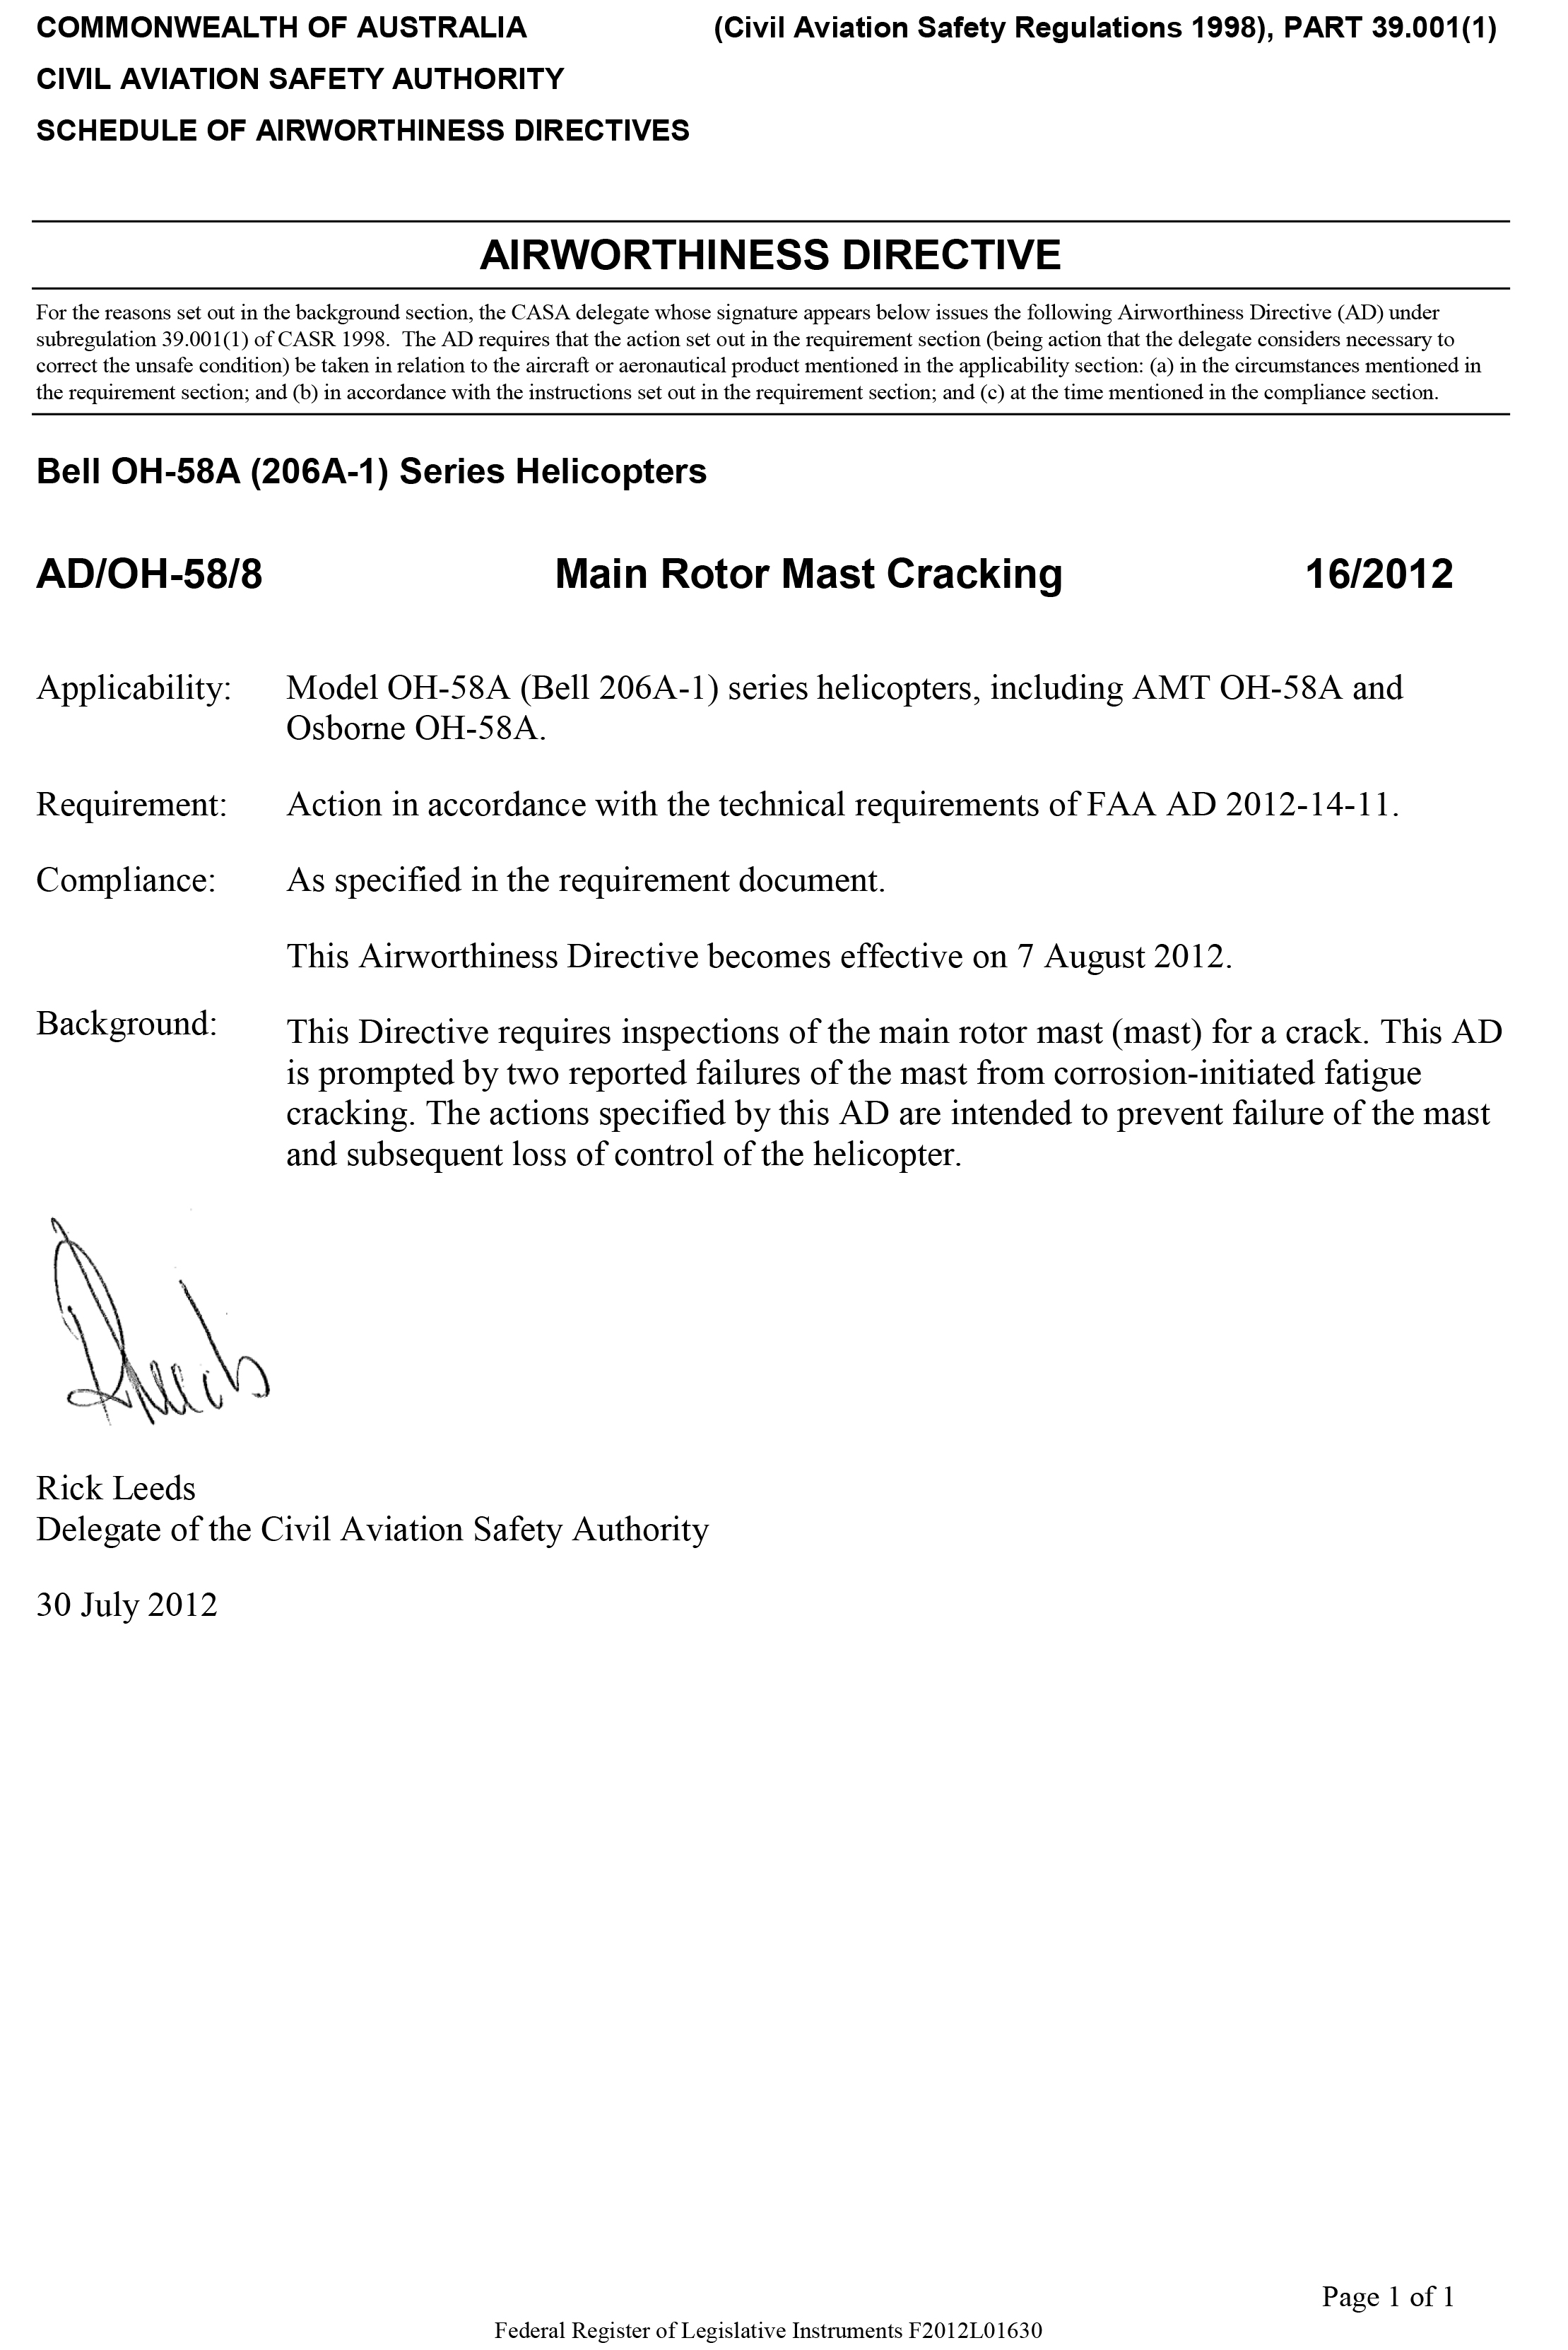 COMMONWEALTH OF AUSTRALIA (Civil Aviation Safety Regulations 1998), PART 39.001(1)
CIVIL AVIATION SAFETY AUTHORITY
SCHEDULE OF AIRWORTHINESS DIRECTIVES
AIRWORTHINESS DIRECTIVE
For the reasons set out in the background section, the CASA delegate whose signature appears below issues the following Airworthiness Directive (AD) under
subregulation 39.001(1) of CASR 1998. The AD requires that the action set out in the requirement section (being action that the delegate considers necessary to
correct the unsafe condition) be taken in relation to the aircraft or aeronautical product mentioned in the applicability section: (a) in the circumstances mentioned in
the requirement section; and (b) in accordance with the instructions set out in the requirement section; and (c) at the time mentioned in the compliance section.
Bell OH-58A (206A-1) Series Helicopters
AD/OH-58/8 Main Rotor Mast Cracking 16/2012
Applicability: Model OH-58A (Bell 206A-1) series helicopters, including AMT OH-58A and
Osborne OH-58A.
Requirement: Action in accordance with the technical requirements of FAA AD 2012-14-11.
Compliance: As specified in the requirement document.
This Airworthiness Directive becomes effective on 7 August 2012.
Background: This Directive requires inspections of the main rotor mast (mast) for a crack. This AD
is prompted by two reported failures of the mast from corrosion-initiated fatigue
cracking. The actions specified by this AD are intended to prevent failure of the mast
and subsequent loss of control of the helicopter.
Rick Leeds
Delegate of the Civil Aviation Safety Authority
30 July 2012
Page 1 of 1
Federal Register of Legislative Instruments F2012L01630